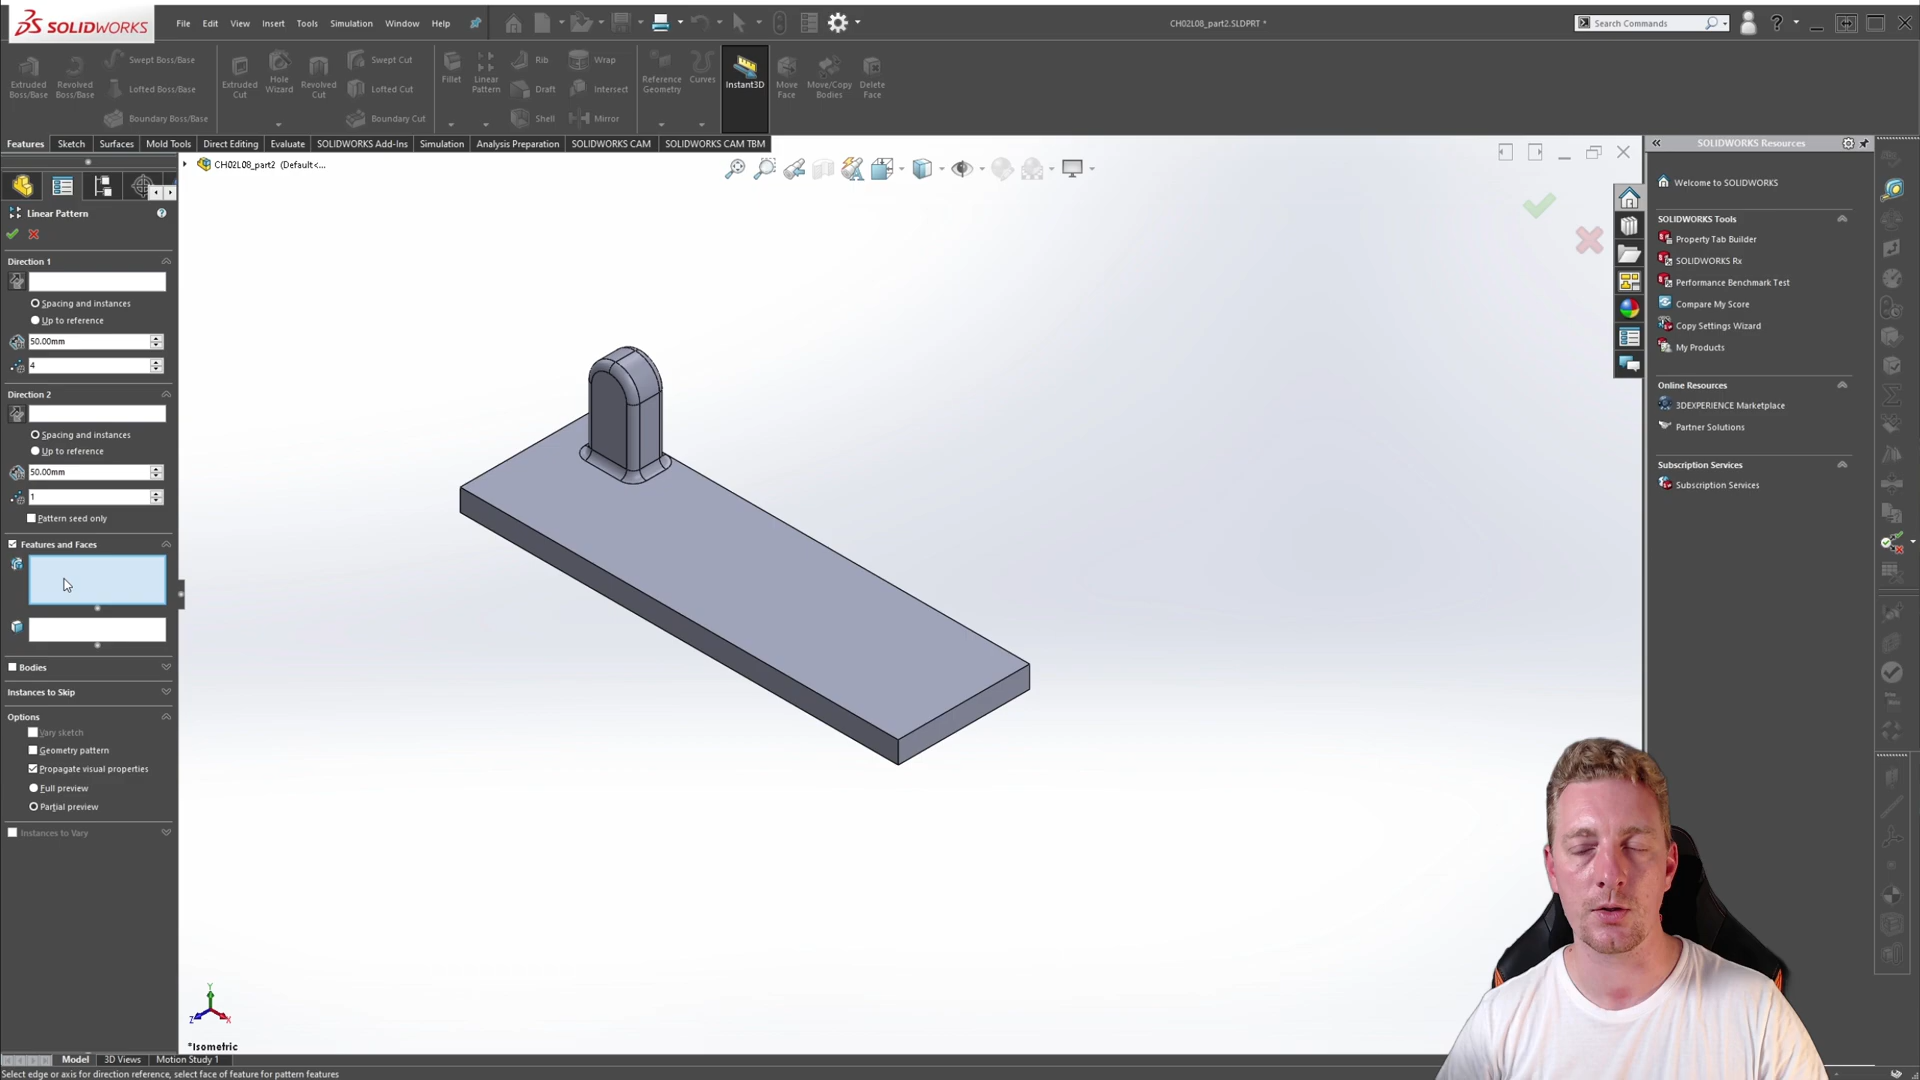 SOLIDWORKS
File Edit View Insert Tools Simulation Window Help
CH02L08_part2.SLDPRT *
Search Commands
Extruded Boss/Base
Revolved Boss/Base
Swept Boss/Base
Lofted Boss/Base
Boundary Boss/Base
Extruded Cut
Hole Wizard
Revolved Cut
Swept Cut
Lofted Cut
Boundary Cut
Fillet
Linear Pattern
Rib
Draft
Shell
Wrap
Intersect
Mirror
Reference Geometry
Curves
Instant3D
Move Face
Move/Copy Bodies
Delete Face
Features Sketch Surfaces Mold Tools Direct Editing Evaluate SOLIDWORKS Add-Ins Simulation Analysis Preparation SOLIDWORKS CAM SOLIDWORKS CAM TBM
CH02L08_part2 (Default<...
Linear Pattern
Direction 1
Spacing and instances
Up to reference
50.00mm
4
Direction 2
Spacing and instances
Up to reference
50.00mm
1
Pattern seed only
Features and Faces
Bodies
Instances to Skip
Options
Vary sketch
Geometry pattern
Propagate visual properties
Full preview
Partial preview
Instances to Vary
Y
Z
X
*Isometric
SOLIDWORKS Resources
Welcome to SOLIDWORKS
SOLIDWORKS Tools
Property Tab Builder
SOLIDWORKS Rx
Performance Benchmark Test
Compare My Score
Copy Settings Wizard
My Products
Online Resources
3DEXPERIENCE Marketplace
Partner Solutions
Subscription Services
Subscription Services
Model 3D Views Motion Study 1
Select edge or axis for direction reference, select face of feature for pattern features